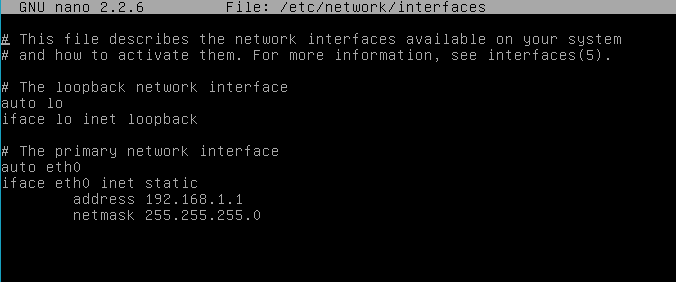 GNU nano 2.2.6 File: /etc/network/interfaces
# This file describes the network interfaces available on your system
# and how to activate them. For more information, see interfaces(5).
# The loopback network interface
auto lo
iface lo inet loopback
# The primary network interface
auto eth0
iface eth0 inet static
address 192.168.1.1
netmask 255.255.255.0